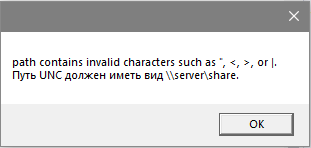 path contains invalid characters such as ", <, >, or |.
Путь UNC должен иметь вид \\server\share.
OK